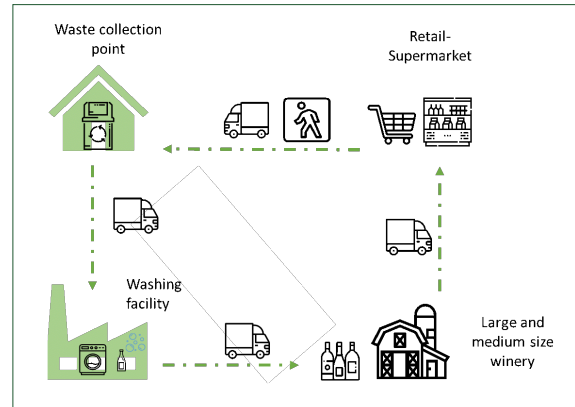 Waste collection
point
Retail-
Supermarket
Washing
facility
Large and
medium size
winery